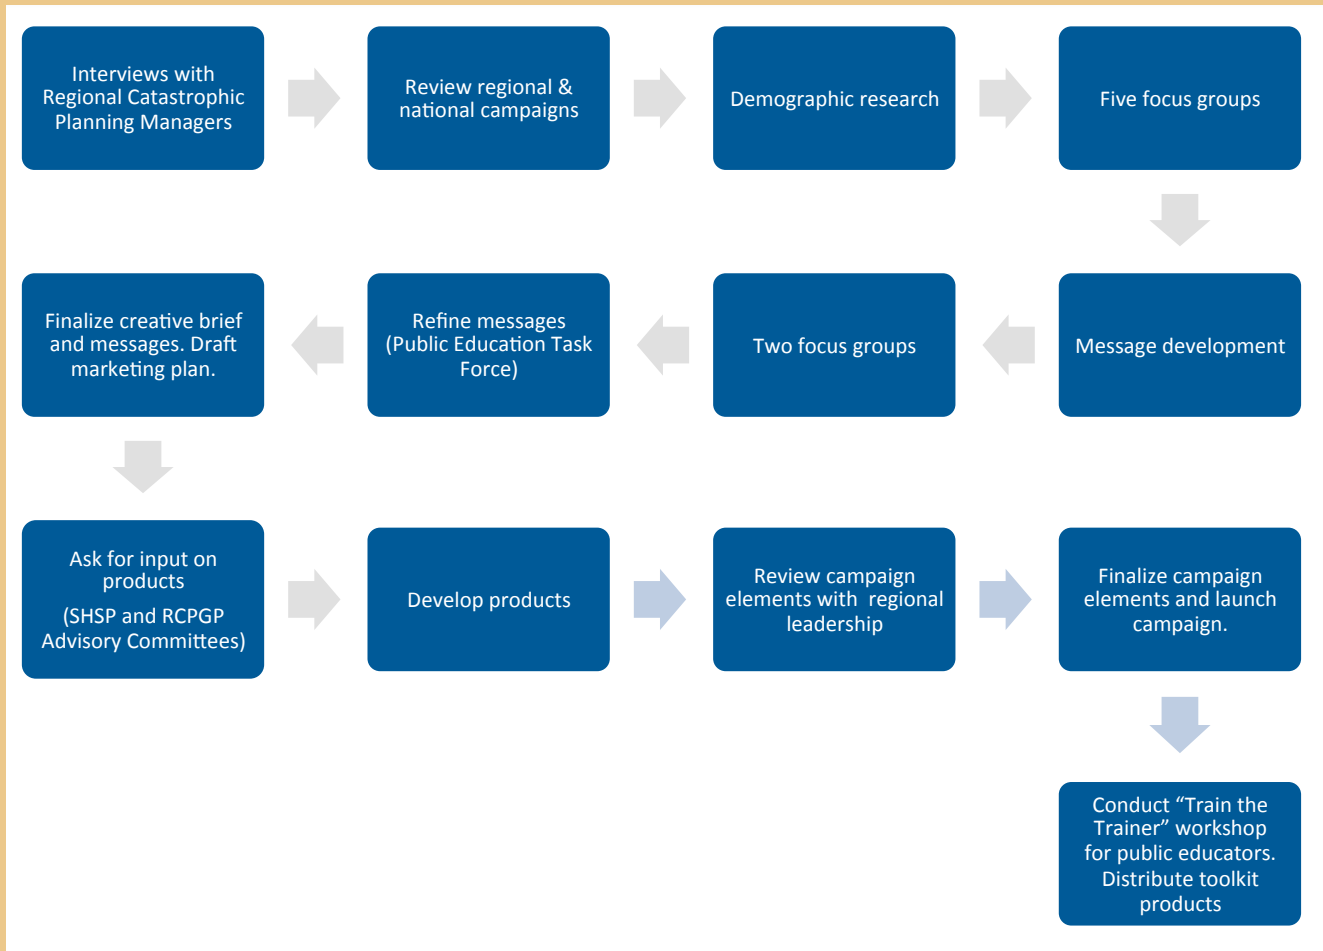 Interviews with
Regional Catastrophic
Planning Managers
Review regional &
national campaigns
Demographic research
Five focus groups
Message development
Two focus groups
Refine messages
(Public Education Task
Force)
Finalize creative brief
and messages. Draft
marketing plan.
Ask for input on
products
(SHSP and RCPGP
Advisory Committees)
Develop products
Review campaign
elements with regional
leadership
Finalize campaign
elements and launch
campaign.
Conduct “Train the
Trainer” workshop
for public educators.
Distribute toolkit
products